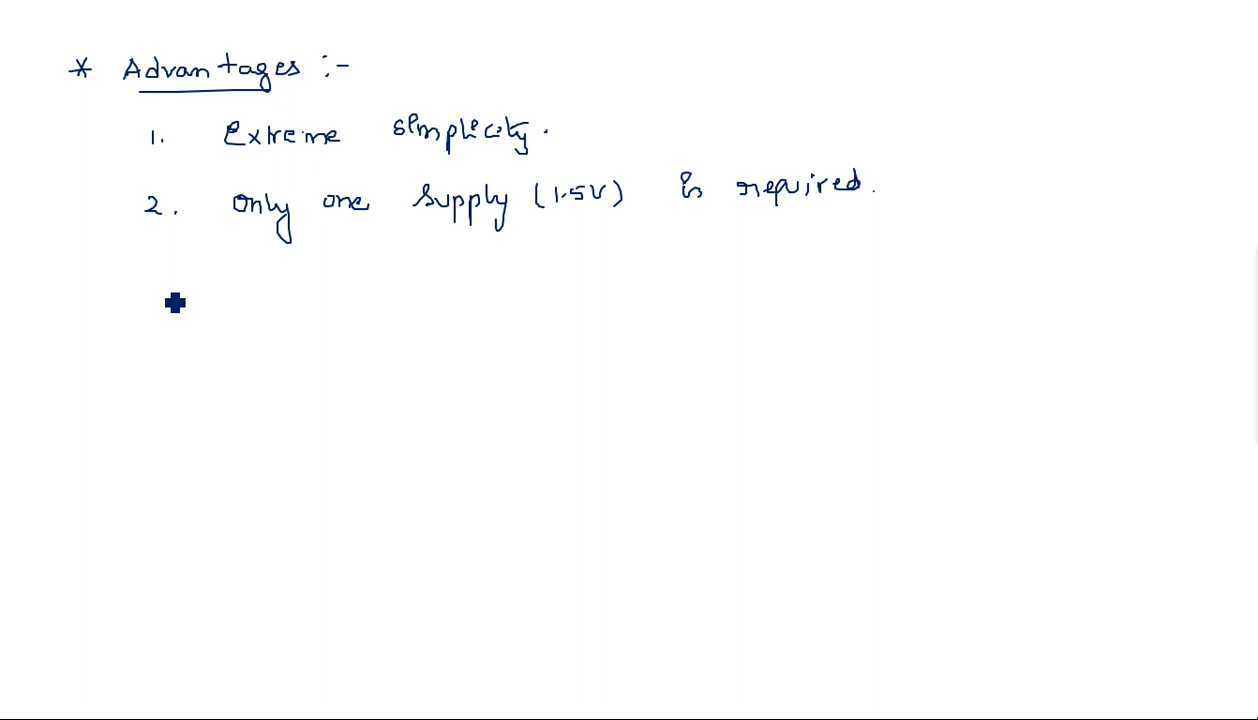 * Advantages :-
1. Extreme simplicity.
2. Only one supply (1.5V) is required.